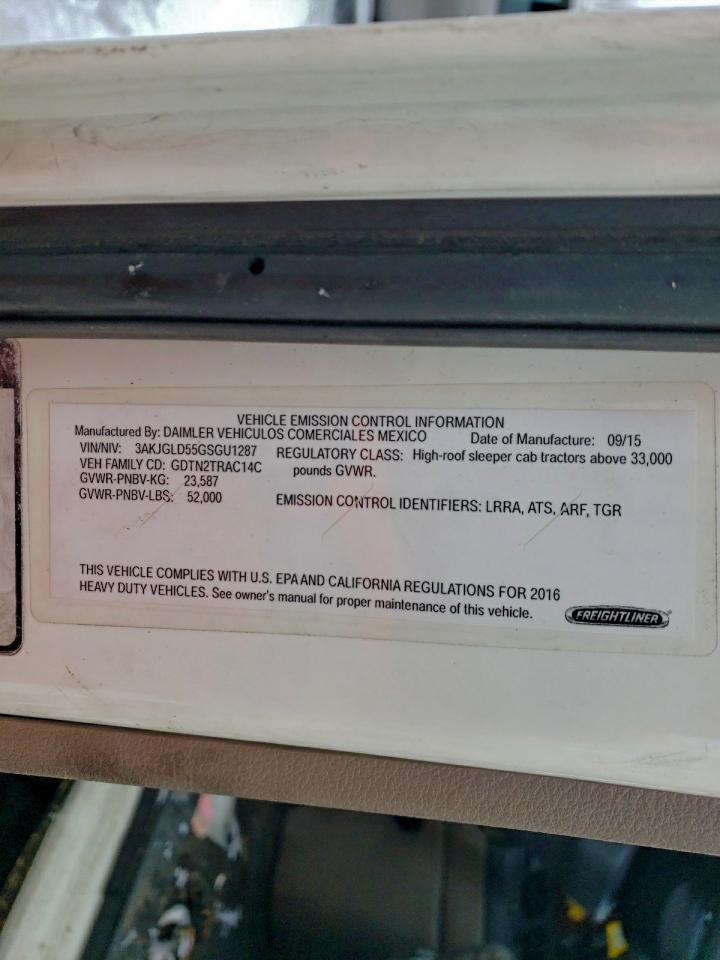 VEHICLE EMISSION CONTROL INFORMATION
Manufactured By: DAIMLER VEHICULOS COMERCIALES MEXICO Date of Manufacture: 09/15
VIN/NIV: 3AKJGLD55GSGU1287 REGULATORY CLASS: High-roof sleeper cab tractors above 33,000
VEH FAMILY CD: GDTN2TRAC14C pounds GVWR.
GVWR-PNBV-KG: 23,587
GVWR-PNBV-LBS: 52,000 EMISSION CONTROL IDENTIFIERS: LRRA, ATS, ARF, TGR
THIS VEHICLE COMPLIES WITH U.S. EPA AND CALIFORNIA REGULATIONS FOR 2016
HEAVY DUTY VEHICLES. See owner's manual for proper maintenance of this vehicle.
FREIGHTLINER